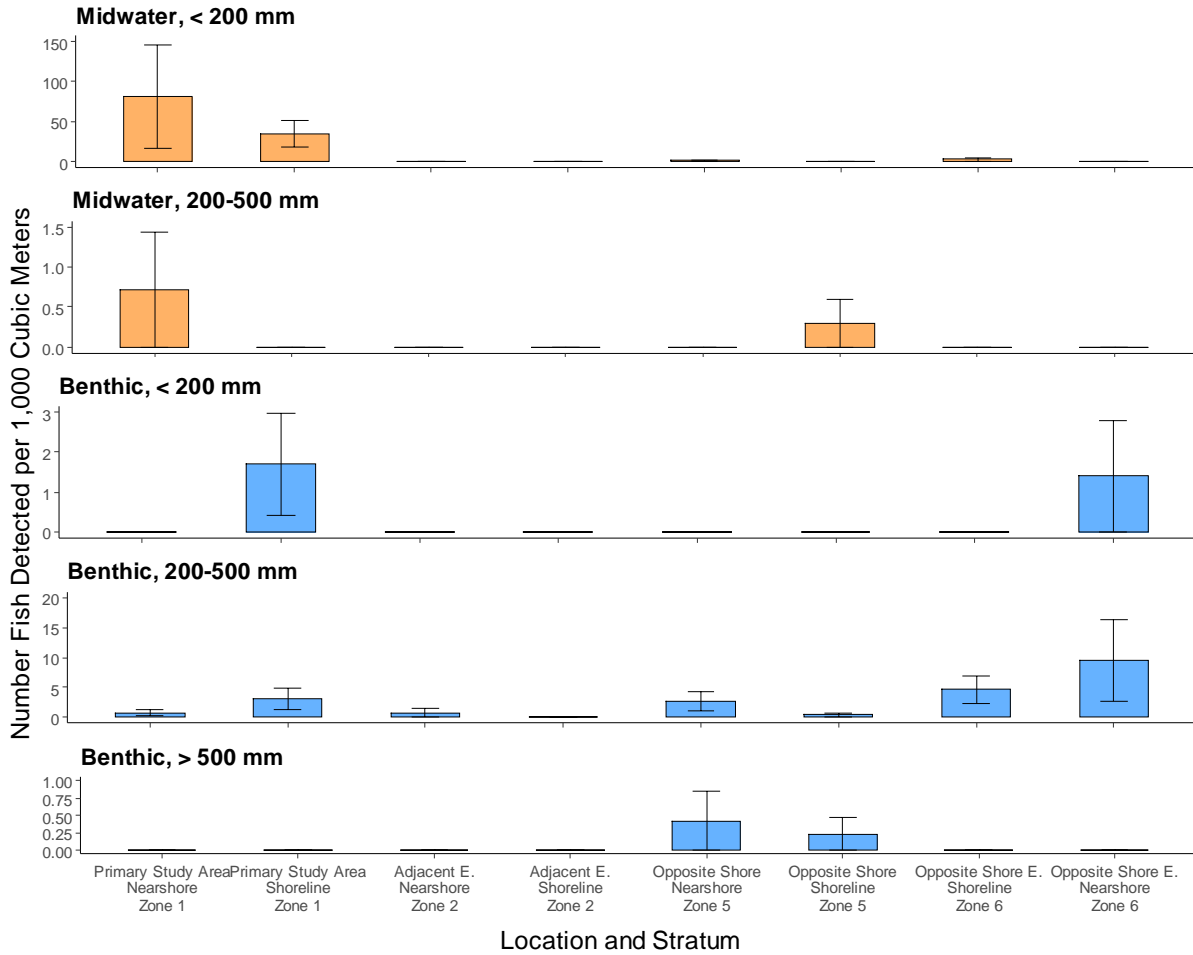 Midwater, < 200 mm
150
100
50
0
Midwater, 200-500 mm
1.5
1.0
0.5
0.0
Benthic, < 200 mm
3
2
1
0
Benthic, 200-500 mm
20
15
10
5
0
Benthic, > 500 mm
1.00
0.75
0.50
0.25
0.00
Number Fish Detected per 1,000 Cubic Meters
Primary Study Area
Nearshore
Zone 1
Primary Study Area
Shoreline
Zone 1
Adjacent E.
Nearshore
Zone 2
Adjacent E.
Shoreline
Zone 2
Opposite Shore
Nearshore
Zone 5
Opposite Shore
Shoreline
Zone 5
Opposite Shore E.
Shoreline
Zone 6
Opposite Shore E.
Nearshore
Zone 6
Location and Stratum